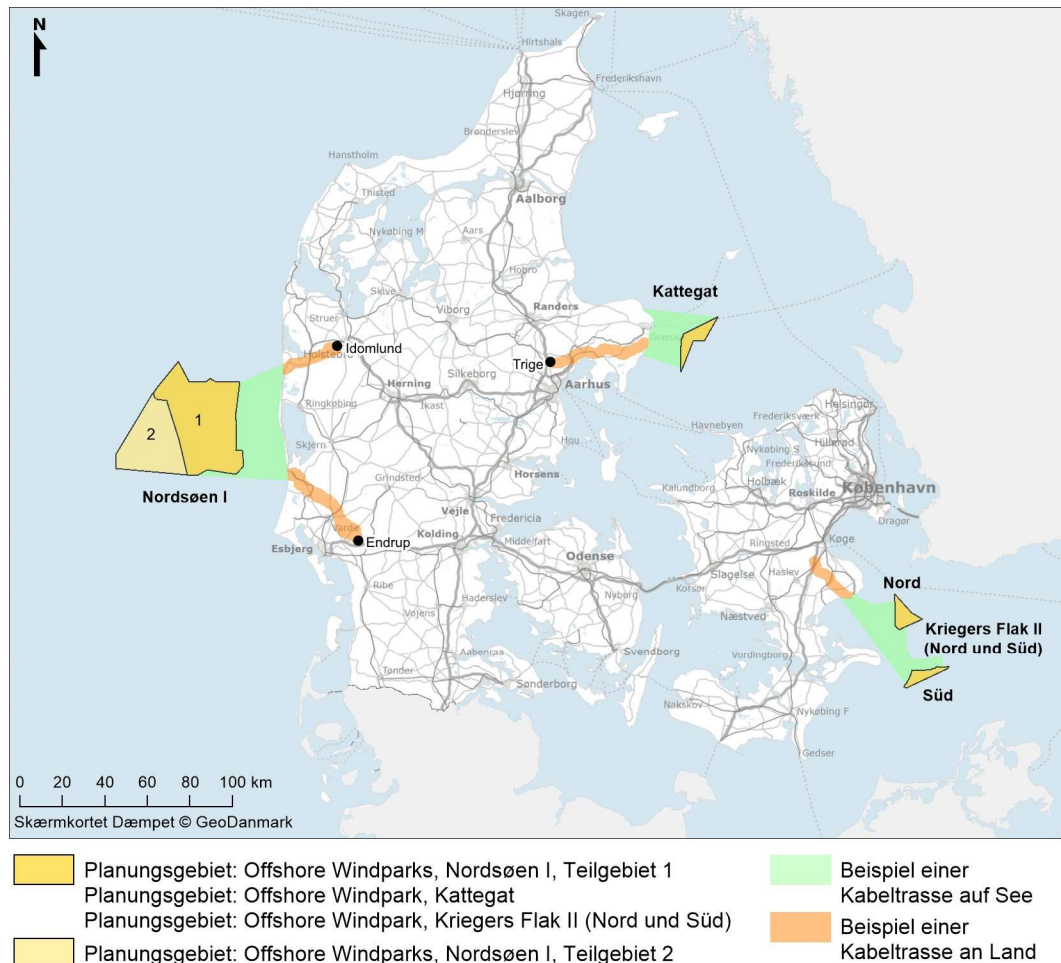 N
Skagen
Hirtshals
Frederikshavn
Hjørring
Brønderslev
Hanstholm
Thisted
Aalborg
Nykøbing M
Aars
Hobro
Kattegat
Skive
Randers
Struer
Viborg
Grenaa
Idomlund
Holstebro
Trige
Silkeborg
Aarhus
Herning
Ikast
Ringkøbing
1
2
Skjern
Hou
Havnebyen
Frederiksværk
Helsingør
Hillerød
Nykøbing S
Frederikssund
Nordsøen I
Grindsted
Horsens
Kalundborg
Holbæk
Roskilde
København
Vejle
Dragør
Varde
Fredericia
Endrup
Kolding
Middelfart
Esbjerg
Ringsted
Køge
Odense
Slagelse
Haslev
Ribe
Nyborg
Korsør
Nord
Haderslev
Vojens
Næstved
Kriegers Flak II
(Nord und Süd)
Svendborg
Vordingborg
Aabenraa
Tønder
Sønderborg
Süd
Nakskov
Nykøbing F
Gedser
0 20 40 60 80 100 km
Skærmkortet Dæmpet © GeoDanmark
Planungsgebiet: Offshore Windparks, Nordsøen I, Teilgebiet 1
Planungsgebiet: Offshore Windpark, Kattegat
Planungsgebiet: Offshore Windpark, Kriegers Flak II (Nord und Süd)
Planungsgebiet: Offshore Windparks, Nordsøen I, Teilgebiet 2
Beispiel einer
Kabeltrasse auf See
Beispiel einer
Kabeltrasse an Land